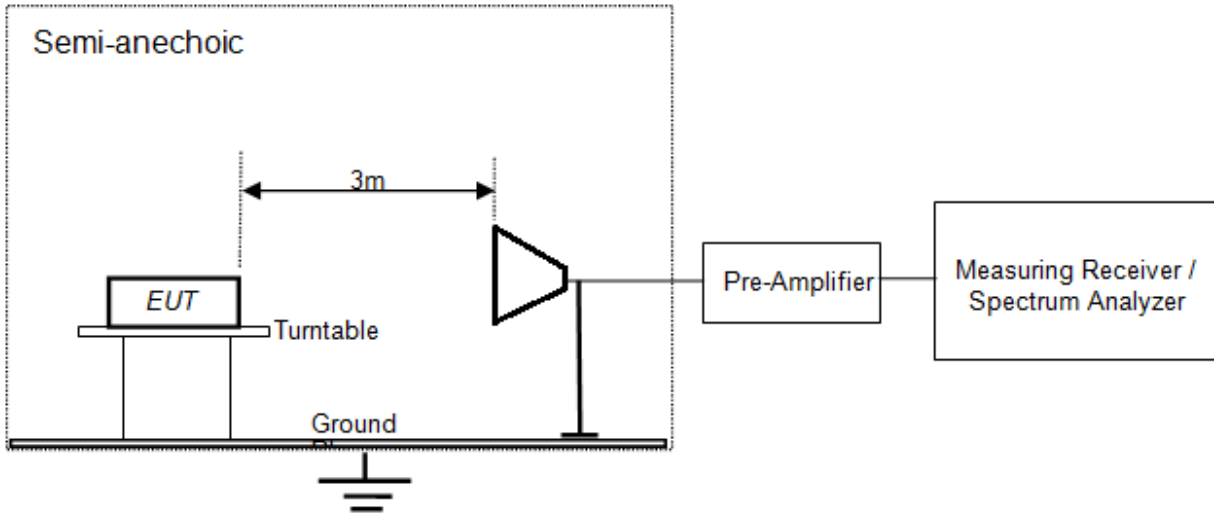 Semi-anechoic
3m
EUT
Turntable
Ground
Pre-Amplifier
Measuring Receiver /
Spectrum Analyzer